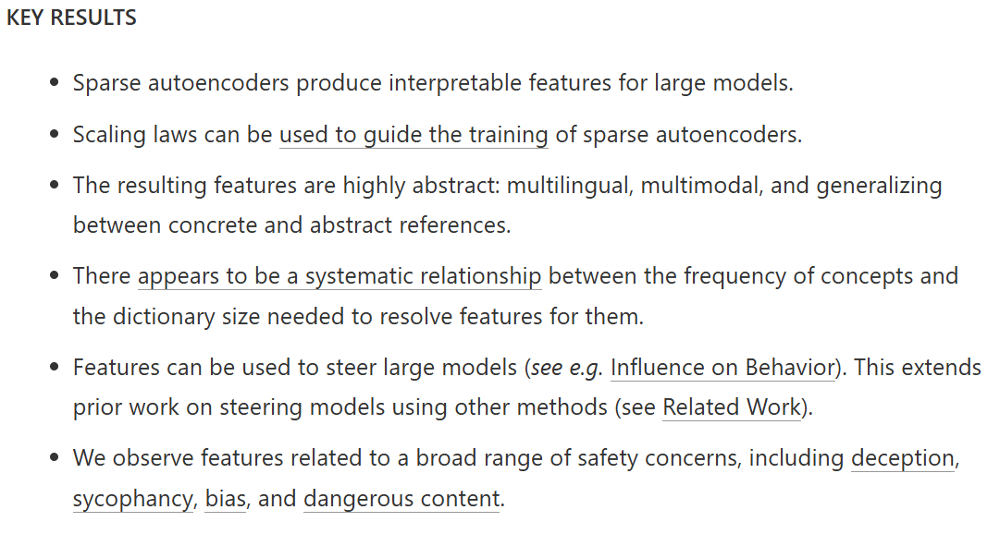 KEY RESULTS
• Sparse autoencoders produce interpretable features for large models.
• Scaling laws can be used to guide the training of sparse autoencoders.
• The resulting features are highly abstract: multilingual, multimodal, and generalizing
between concrete and abstract references.
• There appears to be a systematic relationship between the frequency of concepts and
the dictionary size needed to resolve features for them.
• Features can be used to steer large models (see e.g. Influence on Behavior). This extends
prior work on steering models using other methods (see Related Work).
• We observe features related to a broad range of safety concerns, including deception,
sycophancy, bias, and dangerous content.